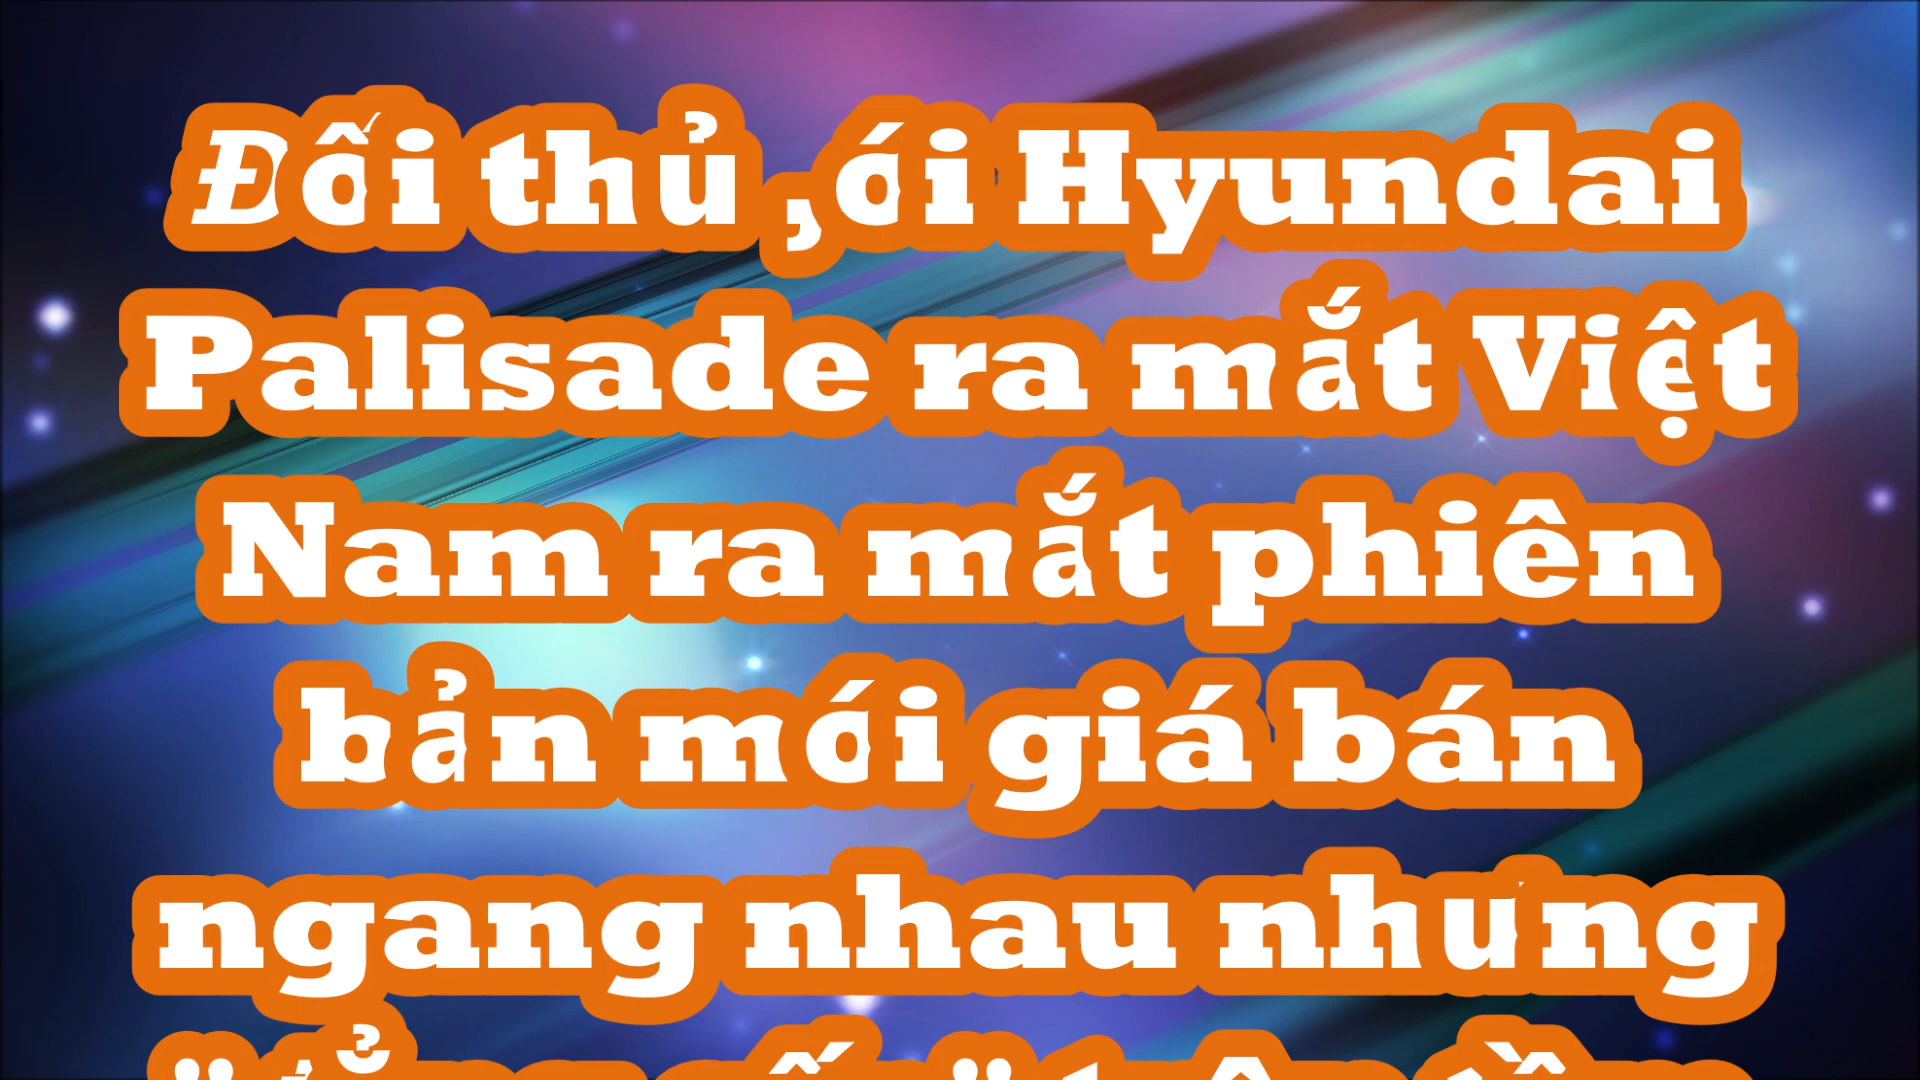 Đối thủ ,ới Hyundai
Palisade ra mắt Việt
Nam ra mắt phiên
bản mới giá bán
ngang nhau nhưng